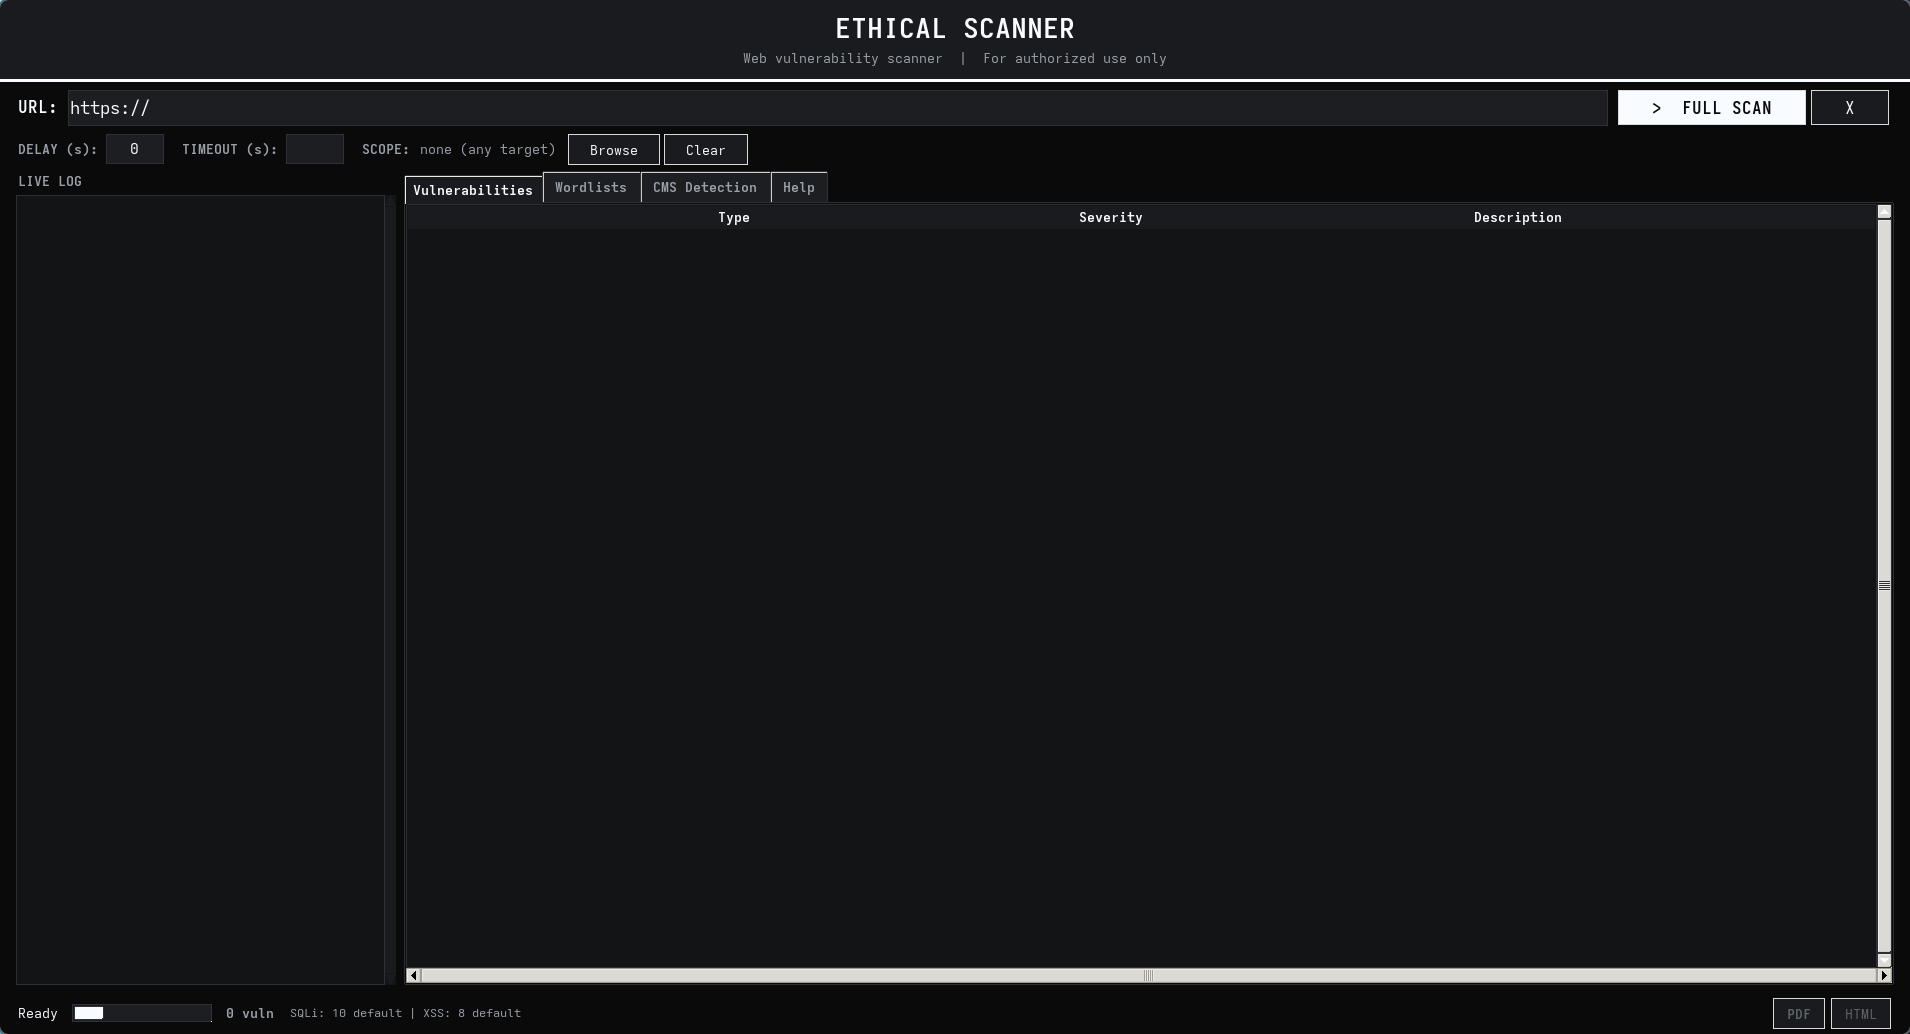 ETHICAL SCANNER
Web vulnerability scanner | For authorized use only
URL: https:// > FULL SCAN X
DELAY (s): 0 TIMEOUT (s): SCOPE: none (any target) Browse Clear
LIVE LOG
Vulnerabilities Wordlists CMS Detection Help
Type Severity Description
Ready 0 vuln SQLi: 10 default | XSS: 8 default PDF HTML